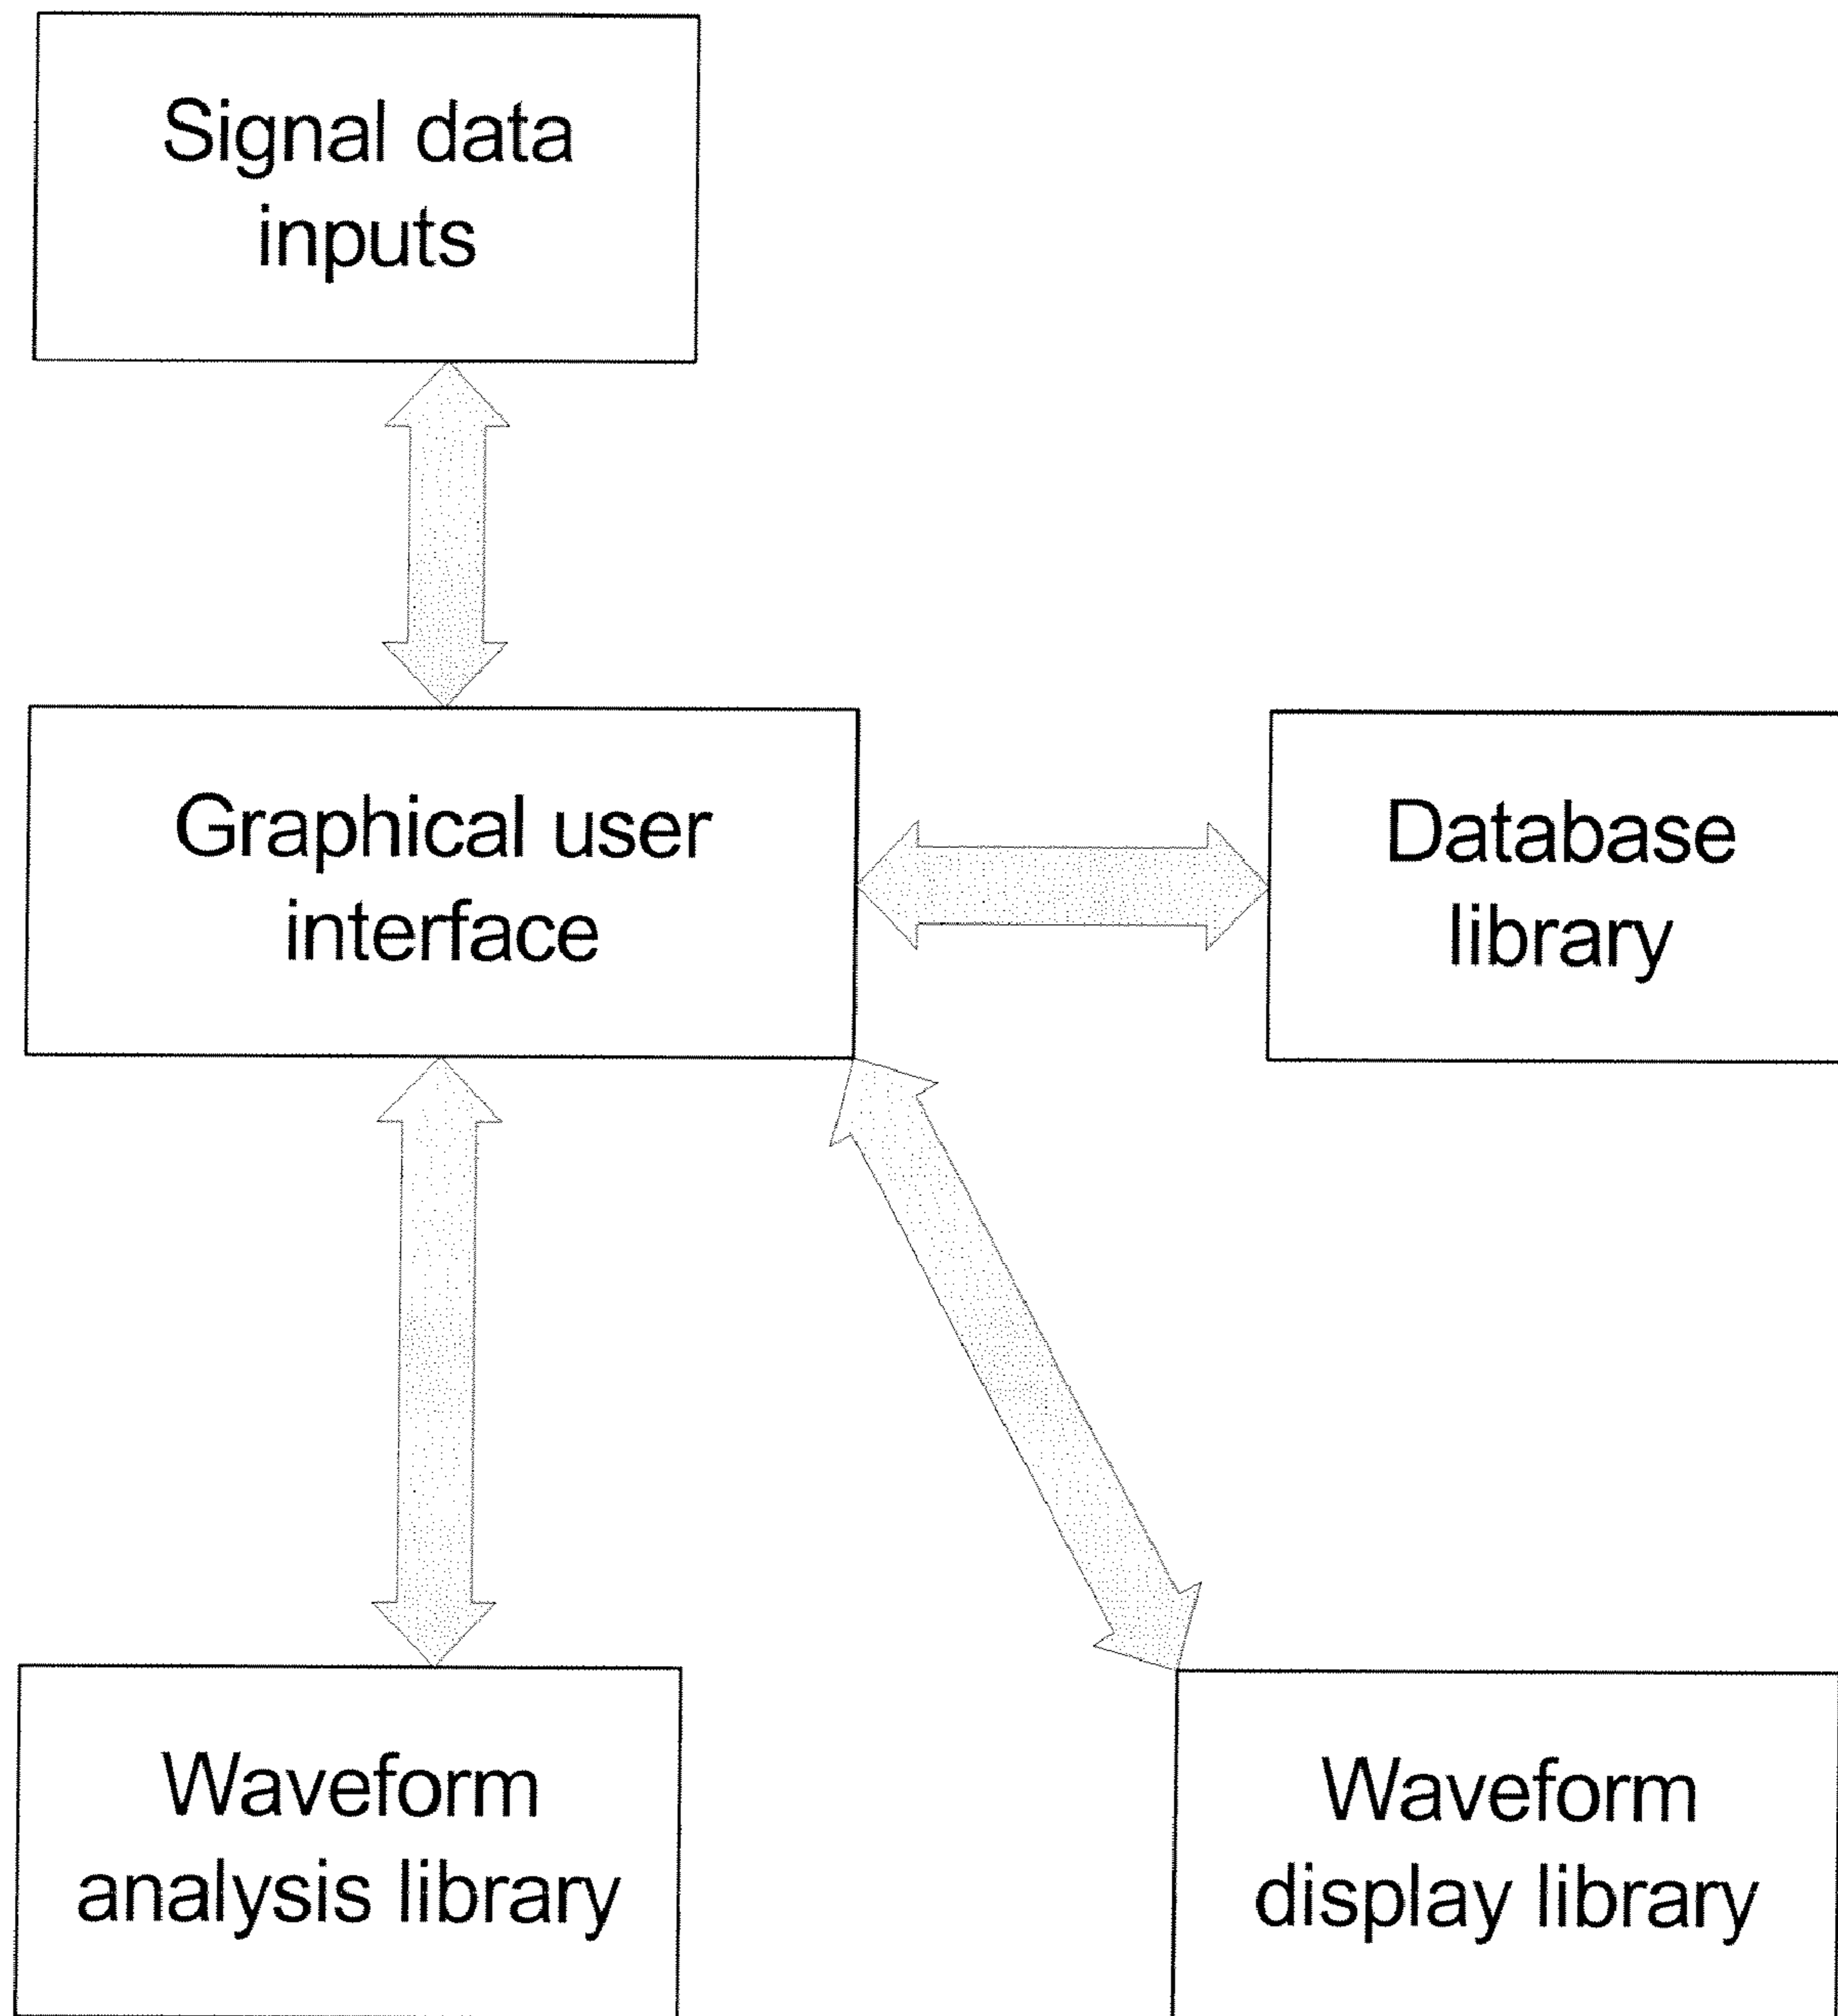 Signal data
inputs
Graphical user
interface
Database
library
Waveform
analysis library
Waveform
display library